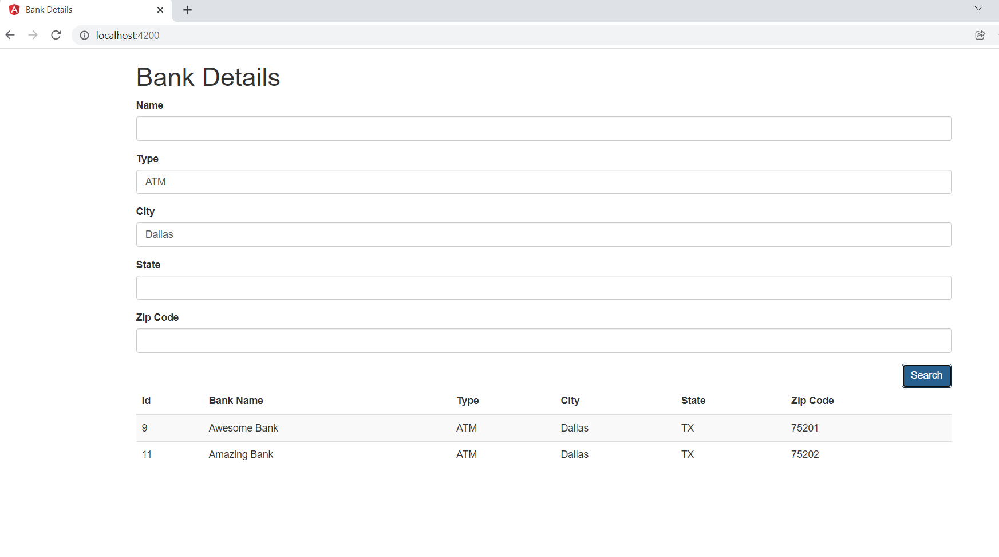 Bank Details
localhost:4200
Bank Details
Name
Type
ATM
City
Dallas
State
Zip Code
Search
Id Bank Name Type City State Zip Code
9 Awesome Bank ATM Dallas TX 75201
11 Amazing Bank ATM Dallas TX 75202